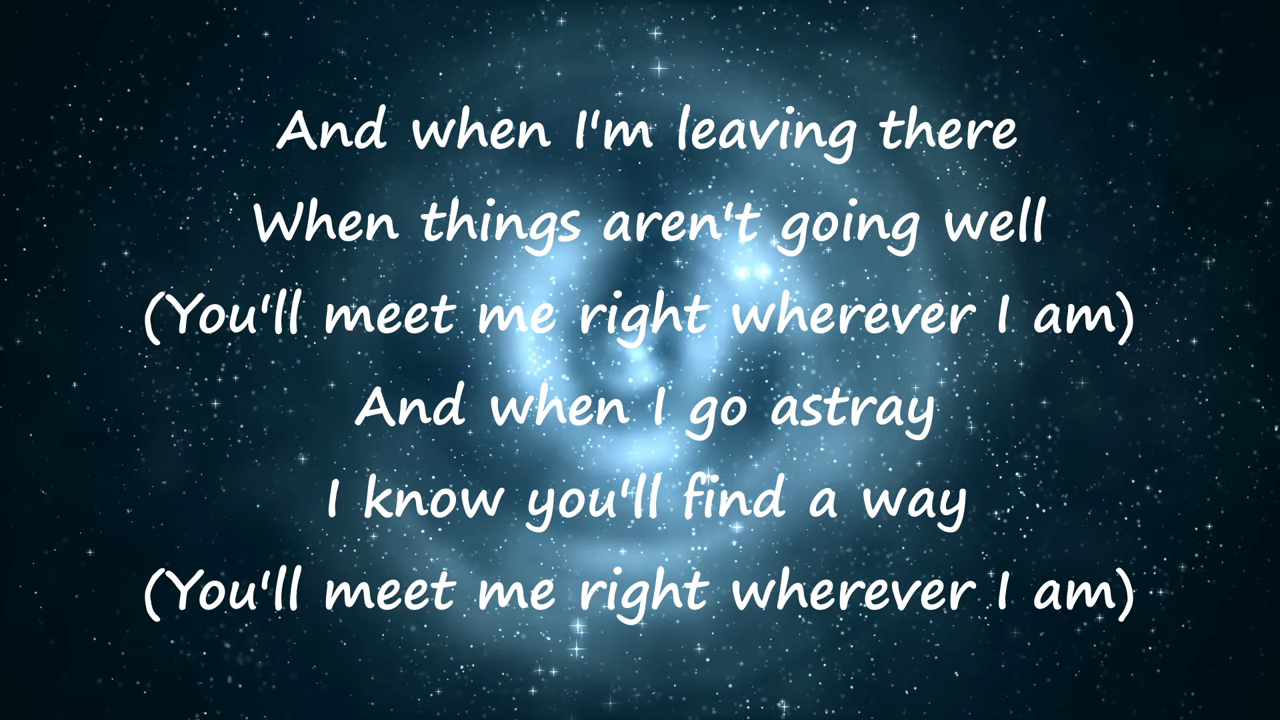 And when I'm leaving there
When things aren't going well
(You'll meet me right wherever I am)
And when I go astray
I know you'll find a way
(You'll meet me right wherever I am)